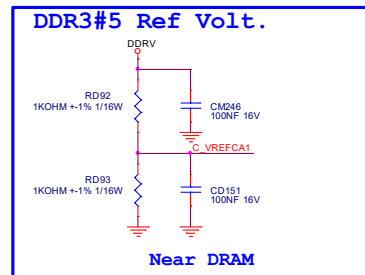 DDR3#5 Ref Volt.
DDRV
RD92
1KOHM +-1% 1/16W
CM246
100NF 16V
C_VREFCA1
RD93
1KOHM +-1% 1/16W
CD151
100NF 16V
Near DRAM